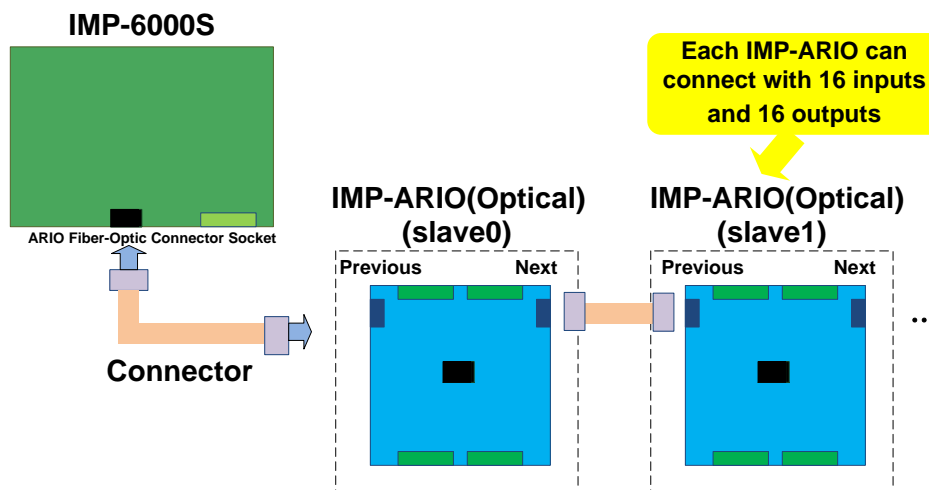 IMP-6000S
Each IMP-ARIO can
connect with 16 inputs
and 16 outputs
ARIO Fiber-Optic Connector Socket
IMP-ARIO(Optical)
(slave0)
IMP-ARIO(Optical)
(slave1)
Previous
Next
Previous
Next
..
Connector